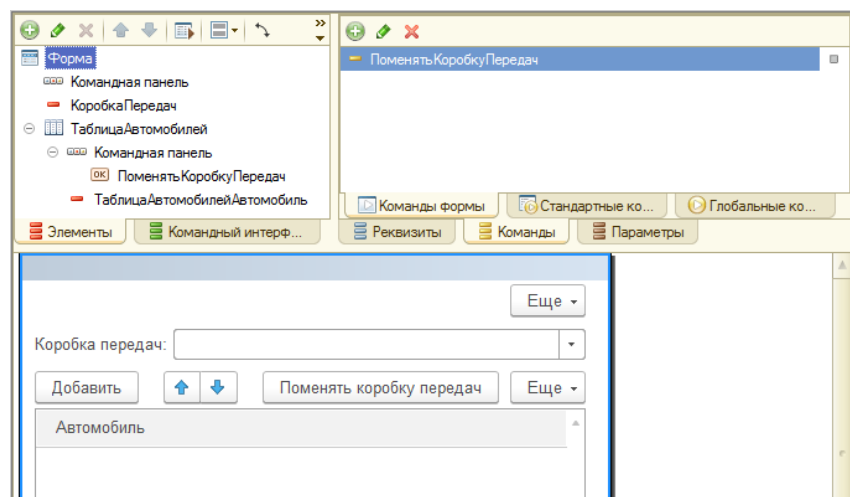 Форма
Командная панель
КоробкаПередач
ТаблицаАвтомобилей
Командная панель
OK ПоменятьКоробкуПередач
ТаблицаАвтомобилейАвтомобиль
Элементы
Командный интерф...
ПоменятьКоробкуПередач
Команды формы
Стандартные ко...
Глобальные ко...
Реквизиты
Команды
Параметры
Еще
Коробка передач:
Добавить
Поменять коробку передач
Еще
Автомобиль